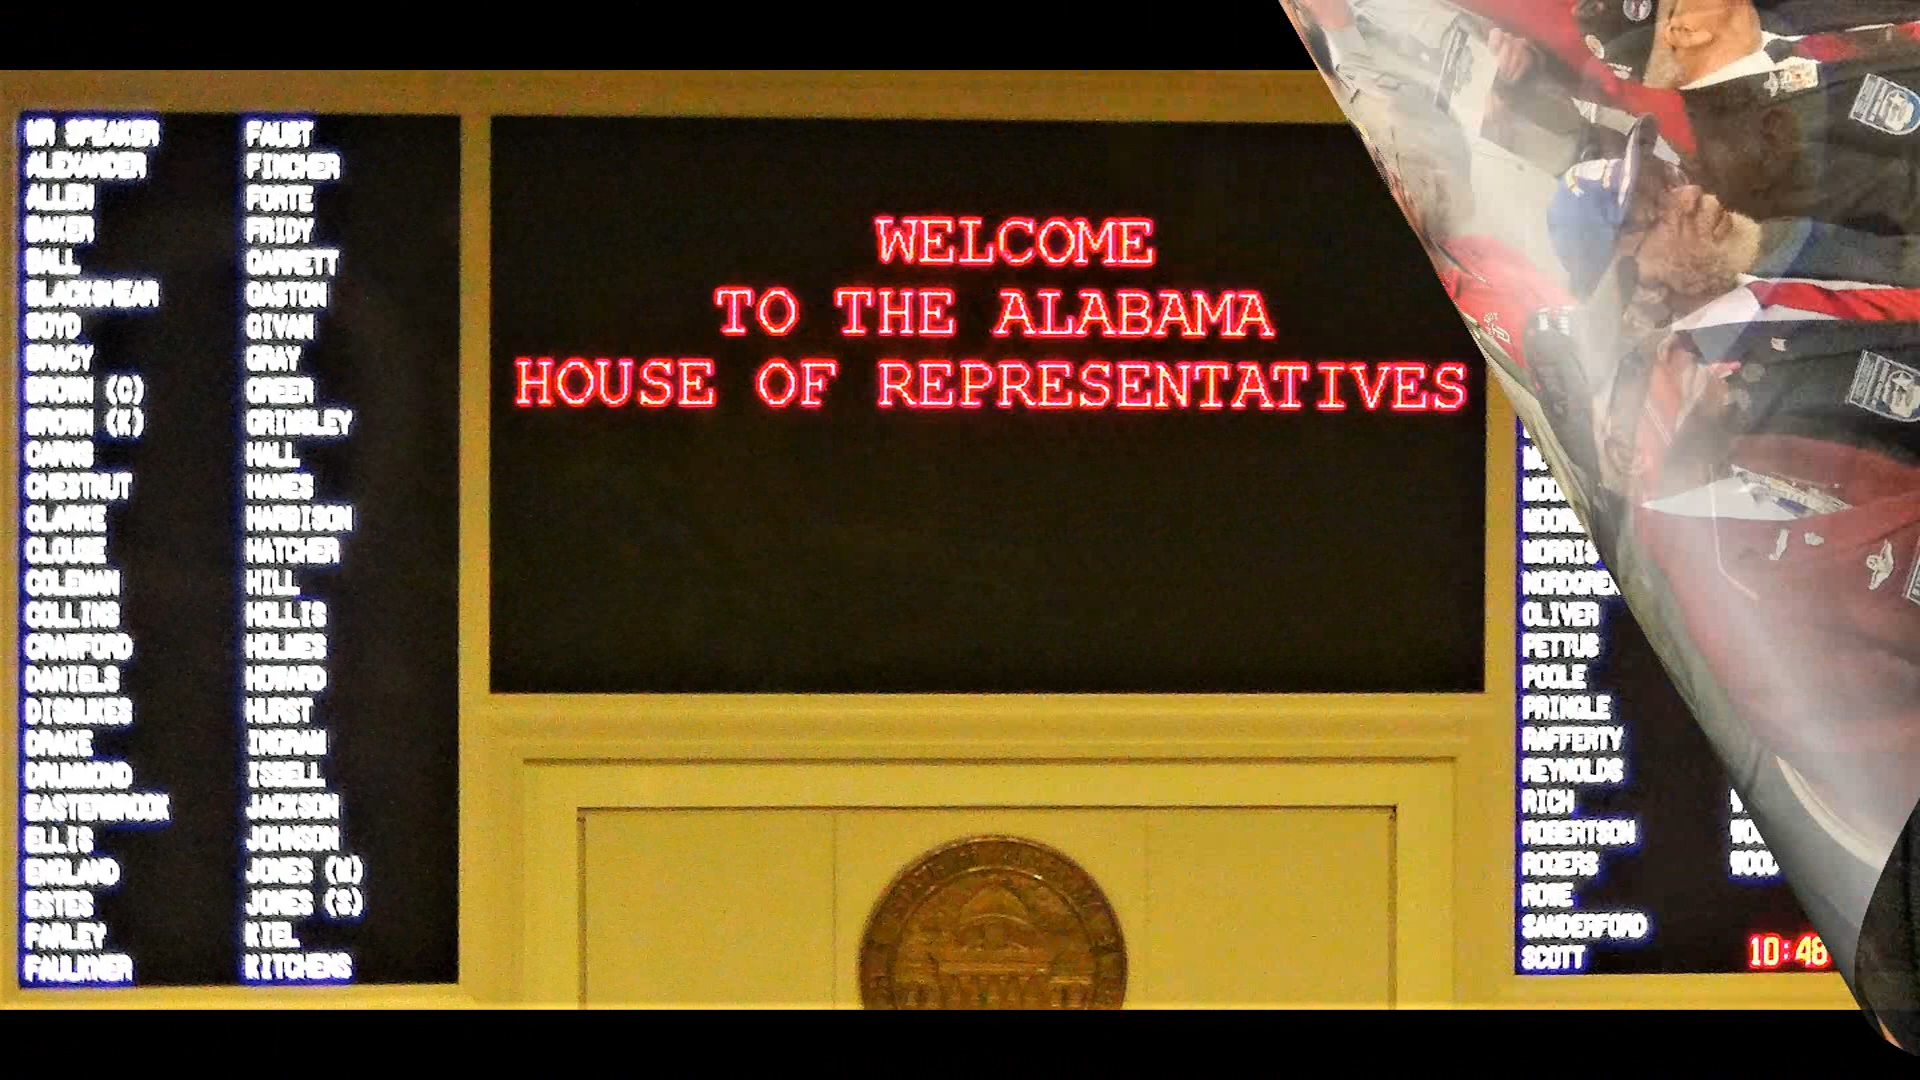 WELCOME
TO THE ALABAMA
HOUSE OF REPRESENTATIVES
MR SPEAKER
ALEXANDER
ALLEN
BAKER
BALL
BLACKSHEAR
BOYD
BRACY
BROWN (C)
BROWN (K)
CARNS
CHESTNUT
CLARKE
CLOUSE
COLEMAN
COLLINS
CRAWFORD
DANIELS
DISMUKES
DRAKE
DRUMMOND
EASTERBROOK
ELLIS
ENGLAND
ESTES
FARLEY
FAULKNER
FAUST
FINCHER
FORTE
FRIDY
GARRETT
GASTON
GIVAN
GRAY
GREER
GRIMSLEY
HALL
HANES
HARBISON
HATCHER
HILL
HOLLIS
HOLMES
HOWARD
HURST
INGRAM
ISBELL
JACKSON
JOHNSON
JONES (M)
JONES (S)
KIEL
KITCHENS
MORRIS
OLIVER
PETTUS
POOLE
PRINGLE
RAFFERTY
REYNOLDS
RICH
ROBERTSON
ROGERS
ROWE
SANDERFORD
SCOTT
10:48